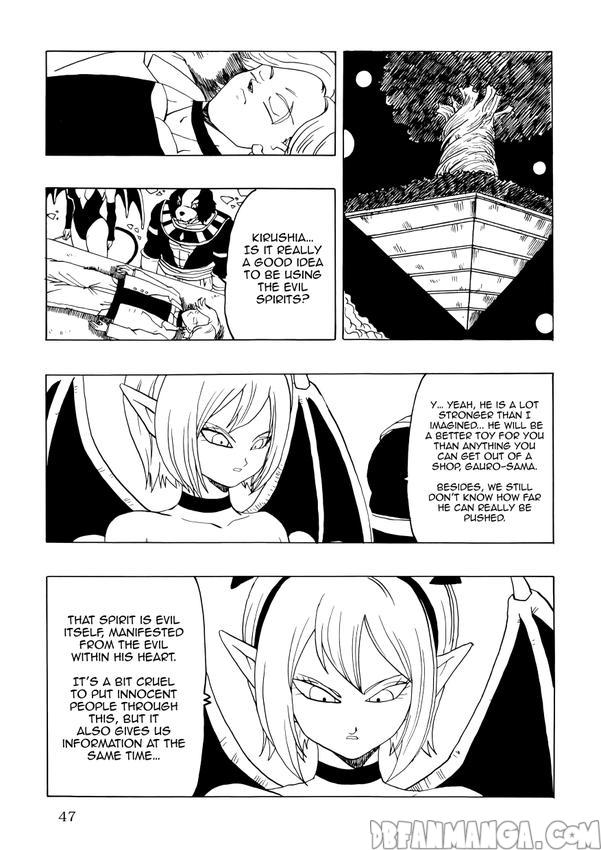 KIRUSHIA...
IS IT REALLY
A GOOD IDEA
TO BE USING
THE EVIL
SPIRITS?
Y... YEAH, HE IS A LOT
STRONGER THAN I
IMAGINED... HE WILL BE
A BETTER TOY FOR YOU
THAN ANYTHING YOU
CAN GET OUT OF A
SHOP, GAURO-SAMA.
BESIDES, WE STILL
DON'T KNOW HOW FAR
HE CAN REALLY BE
PUSHED.
THAT SPIRIT IS EVIL
ITSELF, MANIFESTED
FROM THE EVIL
WITHIN HIS HEART.
IT'S A BIT CRUEL
TO PUT INNOCENT
PEOPLE THROUGH
THIS, BUT IT
ALSO GIVES US
INFORMATION AT THE
SAME TIME...
47
DBFANMANGA.COM